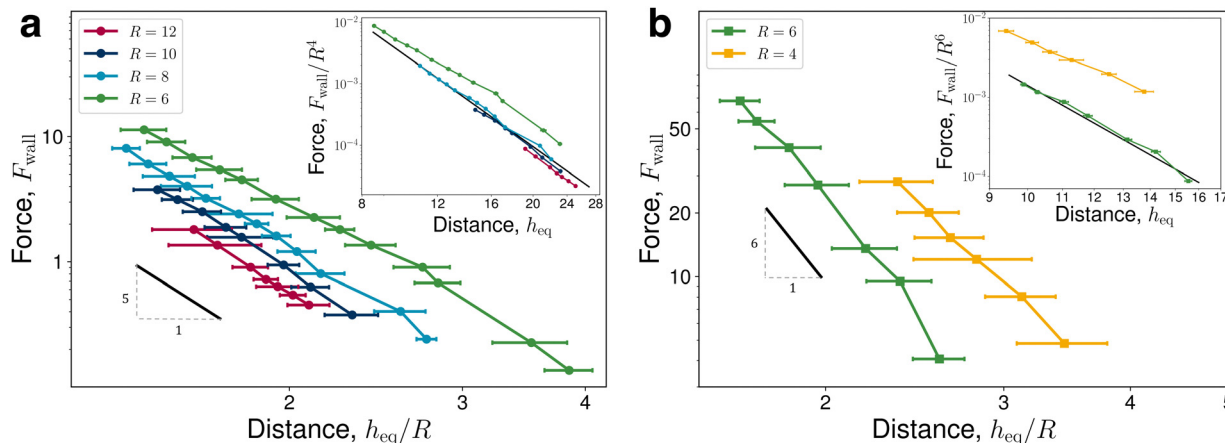 a
R = 12
R = 10
R = 8
R = 6
Force, F_wall
10
1
5
1
2
3
4
Distance, h_eq/R
Force, F_wall/R^4
10^-2
10^-3
10^-4
8
12
16
20
24
28
Distance, h_eq
b
R = 6
R = 4
Force, F_wall
50
20
10
6
1
2
3
4
5
Distance, h_eq/R
Force, F_wall/R^6
10^-2
10^-3
10^-4
9
10
11
12
13
14
15
16
17
Distance, h_eq